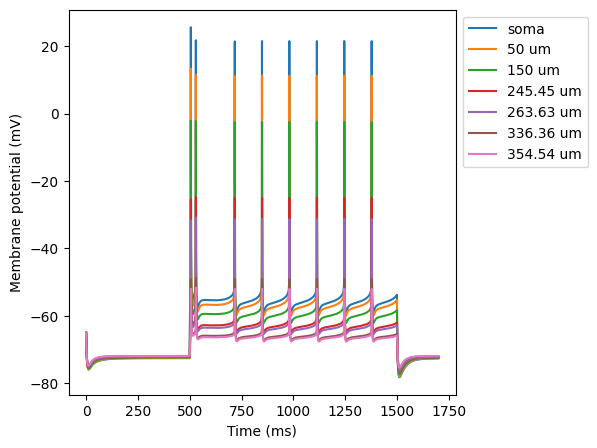 soma
50 um
150 um
245.45 um
263.63 um
336.36 um
354.54 um
Membrane potential (mV)
20
0
−20
−40
−60
−80
0 250 500 750 1000 1250 1500 1750
Time (ms)